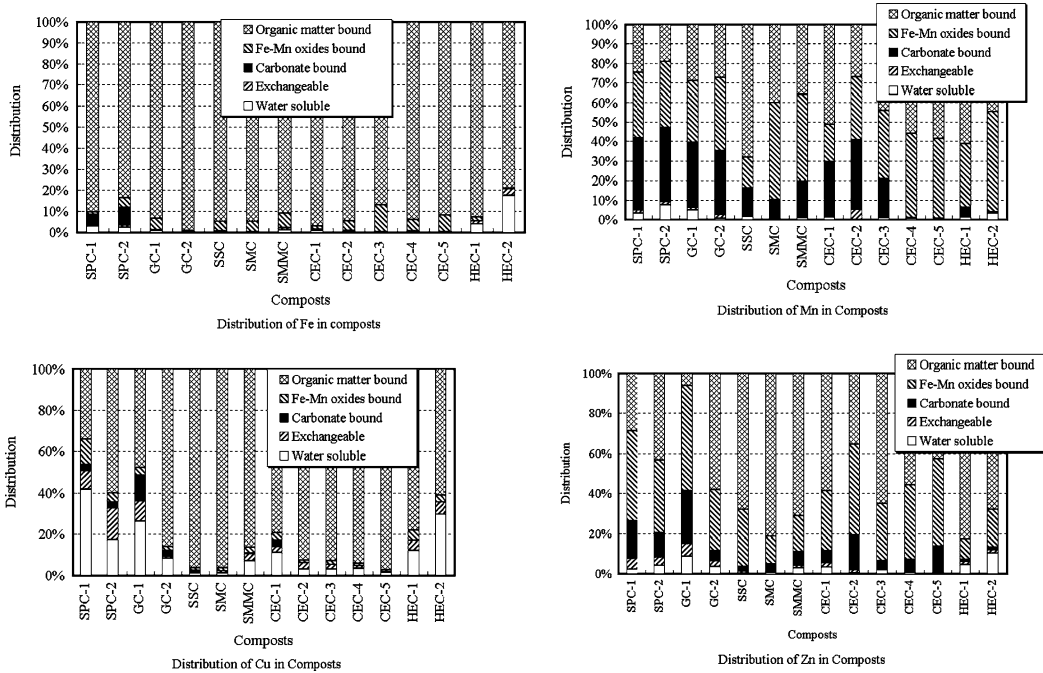 100%
90%
80%
70%
60%
50%
40%
30%
20%
10%
0%
Distribution
Organic matter bound
Fe-Mn oxides bound
Carbonate bound
Exchangeable
Water soluble
SPC-1
SPC-2
GC-1
GC-2
SSC
SMC
SMMC
CEC-1
CEC-2
CEC-3
CEC-4
CEC-5
HEC-1
HEC-2
Composts
Distribution of Fe in composts
100%
90%
80%
70%
60%
50%
40%
30%
20%
10%
0%
Distribution
Organic matter bound
Fe-Mn oxides bound
Carbonate bound
Exchangeable
Water soluble
SPC-1
SPC-2
GC-1
GC-2
SSC
SMC
SMMC
CEC-1
CEC-2
CEC-3
CEC-4
CEC-5
HEC-1
HEC-2
Composts
Distribution of Mn in Composts
100%
80%
60%
40%
20%
0%
Distribution
Organic matter bound
Fe-Mn oxides bound
Carbonate bound
Exchangeable
Water soluble
SPC-1
SPC-2
GC-1
GC-2
SSC
SMC
SMMC
CEC-1
CEC-2
CEC-3
CEC-4
CEC-5
HEC-1
HEC-2
Composts
Distribution of Cu in Composts
100%
80%
60%
40%
20%
0%
Distribution
Organic matter bound
Fe-Mn oxides bound
Carbonate bound
Exchangeable
Water soluble
SPC-1
SPC-2
GC-1
GC-2
SSC
SMC
SMMC
CEC-1
CEC-2
CEC-3
CEC-4
CEC-5
HEC-1
HEC-2
Composts
Distribution of Zn in Composts